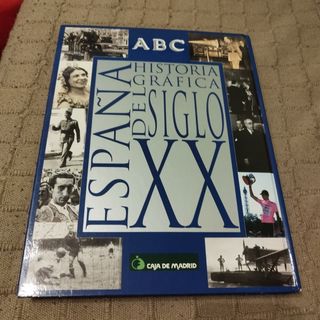 ABC
ESPAÑA
HISTORIA
GRÁFICA
DEL SIGLO
XX
CAJA DE MADRID